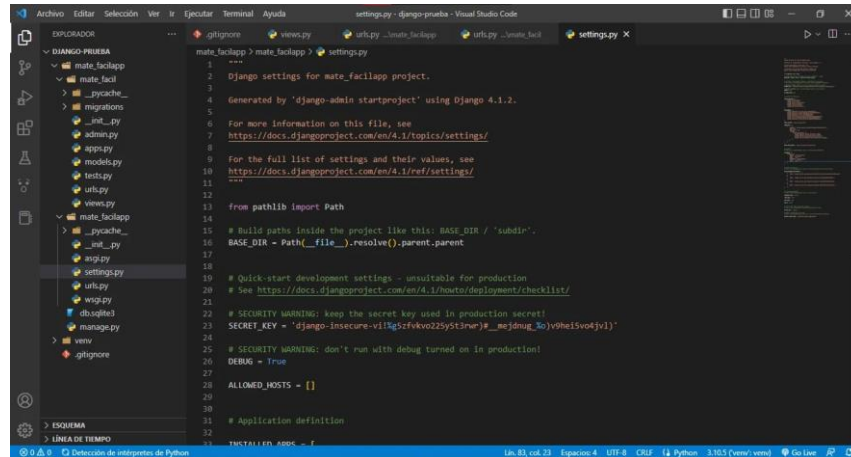 Archivo Editar Selección Ver Ir Ejecutar Terminal Ayuda
settings.py - django-prueba - Visual Studio Code
EXPLORADOR
DJANGO-PRUEBA
mate_facilapp
mate_facil
__pycache__
migrations
__init__.py
admin.py
apps.py
models.py
tests.py
urls.py
views.py
mate_facilapp
__pycache__
__init__.py
asgi.py
settings.py
urls.py
wsgi.py
db.sqlite3
manage.py
venv
.gitignore
ESQUEMA
LÍNEA DE TIEMPO
.gitignore views.py urls.py ...\mate_facilapp urls.py ...\mate_facil settings.py
mate_facilapp > mate_facilapp > settings.py
1 """
2 Django settings for mate_facilapp project.
3
4 Generated by 'django-admin startproject' using Django 4.1.2.
5
6 For more information on this file, see
7 https://docs.djangoproject.com/en/4.1/topics/settings/
8
9 For the full list of settings and their values, see
10 https://docs.djangoproject.com/en/4.1/ref/settings/
11 """
12
13 from pathlib import Path
14
15 # Build paths inside the project like this: BASE_DIR / 'subdir'.
16 BASE_DIR = Path(__file__).resolve().parent.parent
17
18
19 # Quick-start development settings - unsuitable for production
20 # See https://docs.djangoproject.com/en/4.1/howto/deployment/checklist/
21
22 # SECURITY WARNING: keep the secret key used in production secret!
23 SECRET_KEY =
24
25 # SECURITY WARNING: don't run with debug turned on in production!
26 DEBUG = True
27
28 ALLOWED_HOSTS = []
29
30
31 # Application definition
32
33 INSTALLED_APPS = [
0 0 Detección de intérpretes de Python
Lín. 83, col. 23 Espacios: 4 UTF-8 CRLF Python 3.10.5 ('venv': venv) Go Live